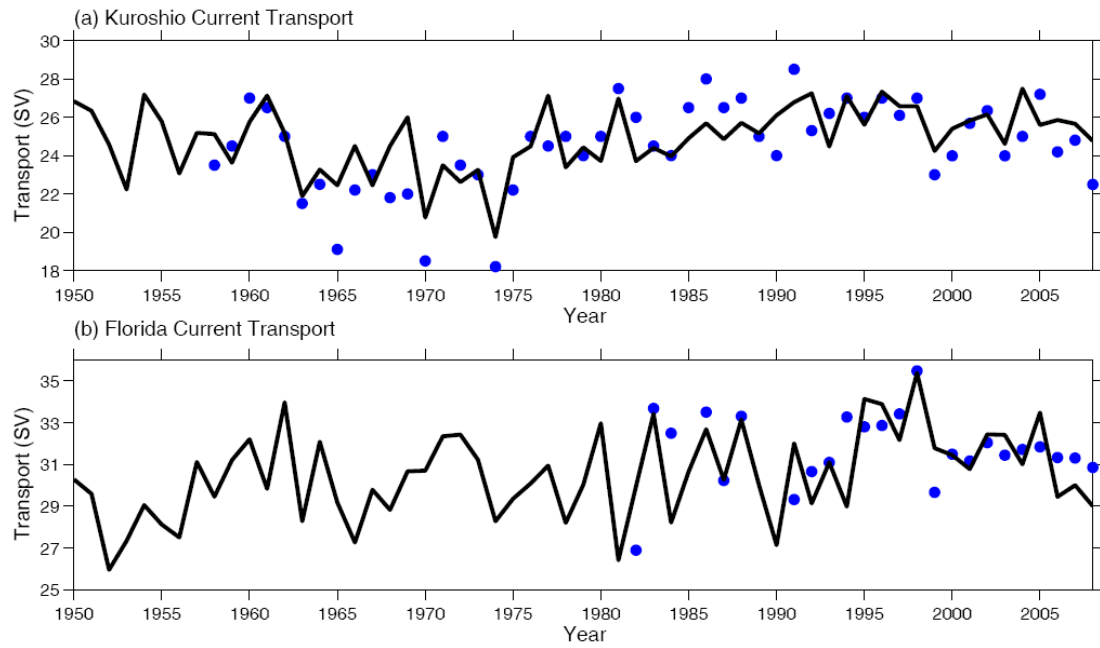 (a) Kuroshio Current Transport
Transport (SV)
30
28
26
24
22
20
18
1950 1955 1960 1965 1970 1975 1980 1985 1990 1995 2000 2005
Year
(b) Florida Current Transport
Transport (SV)
35
33
31
29
27
25
1950 1955 1960 1965 1970 1975 1980 1985 1990 1995 2000 2005
Year